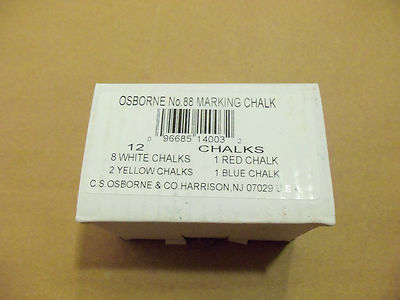 OSBORNE No.88 MARKING CHALK
0 96685 14003 2
12 CHALKS
8 WHITE CHALKS 1 RED CHALK
2 YELLOW CHALKS 1 BLUE CHALK
C.S.OSBORNE & CO.HARRISON,NJ 07029 U.S.A.